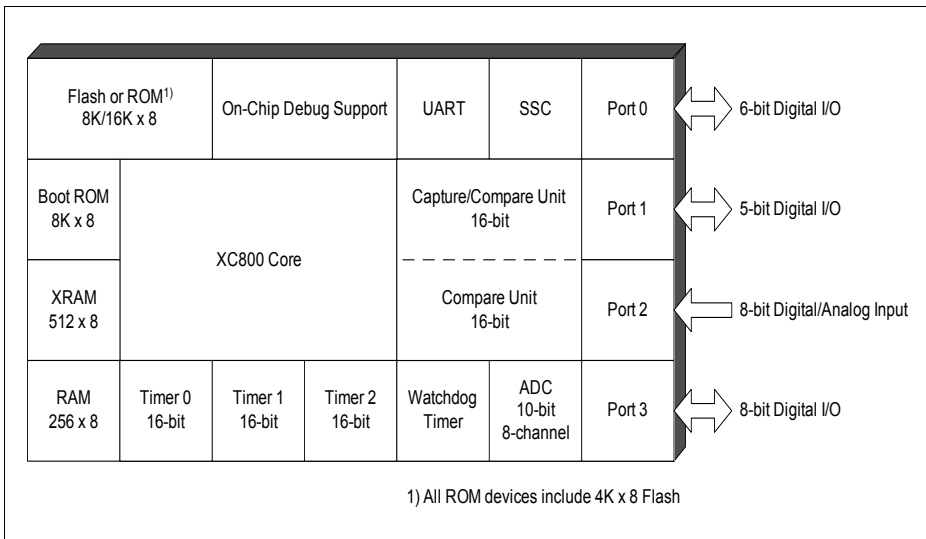 Flash or ROM1)
8K/16K x 8
On-Chip Debug Support
UART
SSC
Port 0
6-bit Digital I/O
Boot ROM
8K x 8
XC800 Core
Capture/Compare Unit
16-bit
Port 1
5-bit Digital I/O
XRAM
512 x 8
Compare Unit
16-bit
Port 2
8-bit Digital/Analog Input
RAM
256 x 8
Timer 0
16-bit
Timer 1
16-bit
Timer 2
16-bit
Watchdog
Timer
ADC
10-bit
8-channel
Port 3
8-bit Digital I/O
1) All ROM devices include 4K x 8 Flash